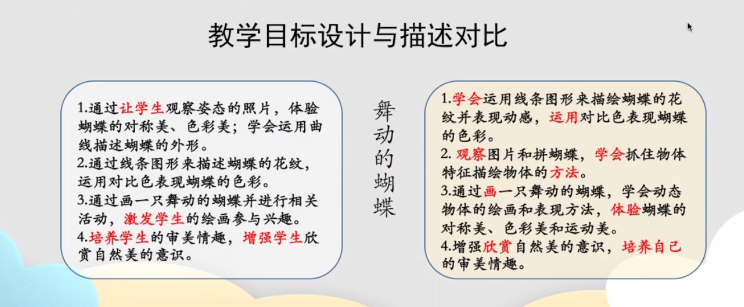 教学目标设计与描述对比
1.通过让学生观察姿态的照片，体验
蝴蝶的对称美、色彩美；学会运用曲
线描述蝴蝶的外形。
2.通过线条图形来描述蝴蝶的花纹，
运用对比色表现蝴蝶的色彩。
3.通过画一只舞动的蝴蝶并进行相关
活动，激发学生的绘画参与兴趣。
4.培养学生的审美情趣，增强学生欣
赏自然美的意识。
舞动的蝴蝶
1.学会运用线条图形来描绘蝴蝶的花
纹并表现动感，运用对比色表现蝴蝶
的色彩。
2. 观察图片和拼蝴蝶，学会抓住物体
特征描绘物体的方法。
3.通过画一只舞动的蝴蝶，学会动态
物体的绘画和表现方法，体验蝴蝶的
对称美、色彩美和运动美。
4.增强欣赏自然美的意识，培养自己
的审美情趣。